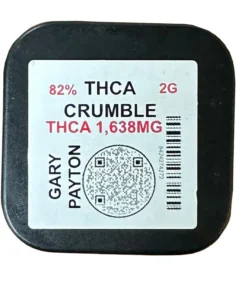 82% THCA 2G
CRUMBLE
THCA 1,638MG
GARY
PAYTON